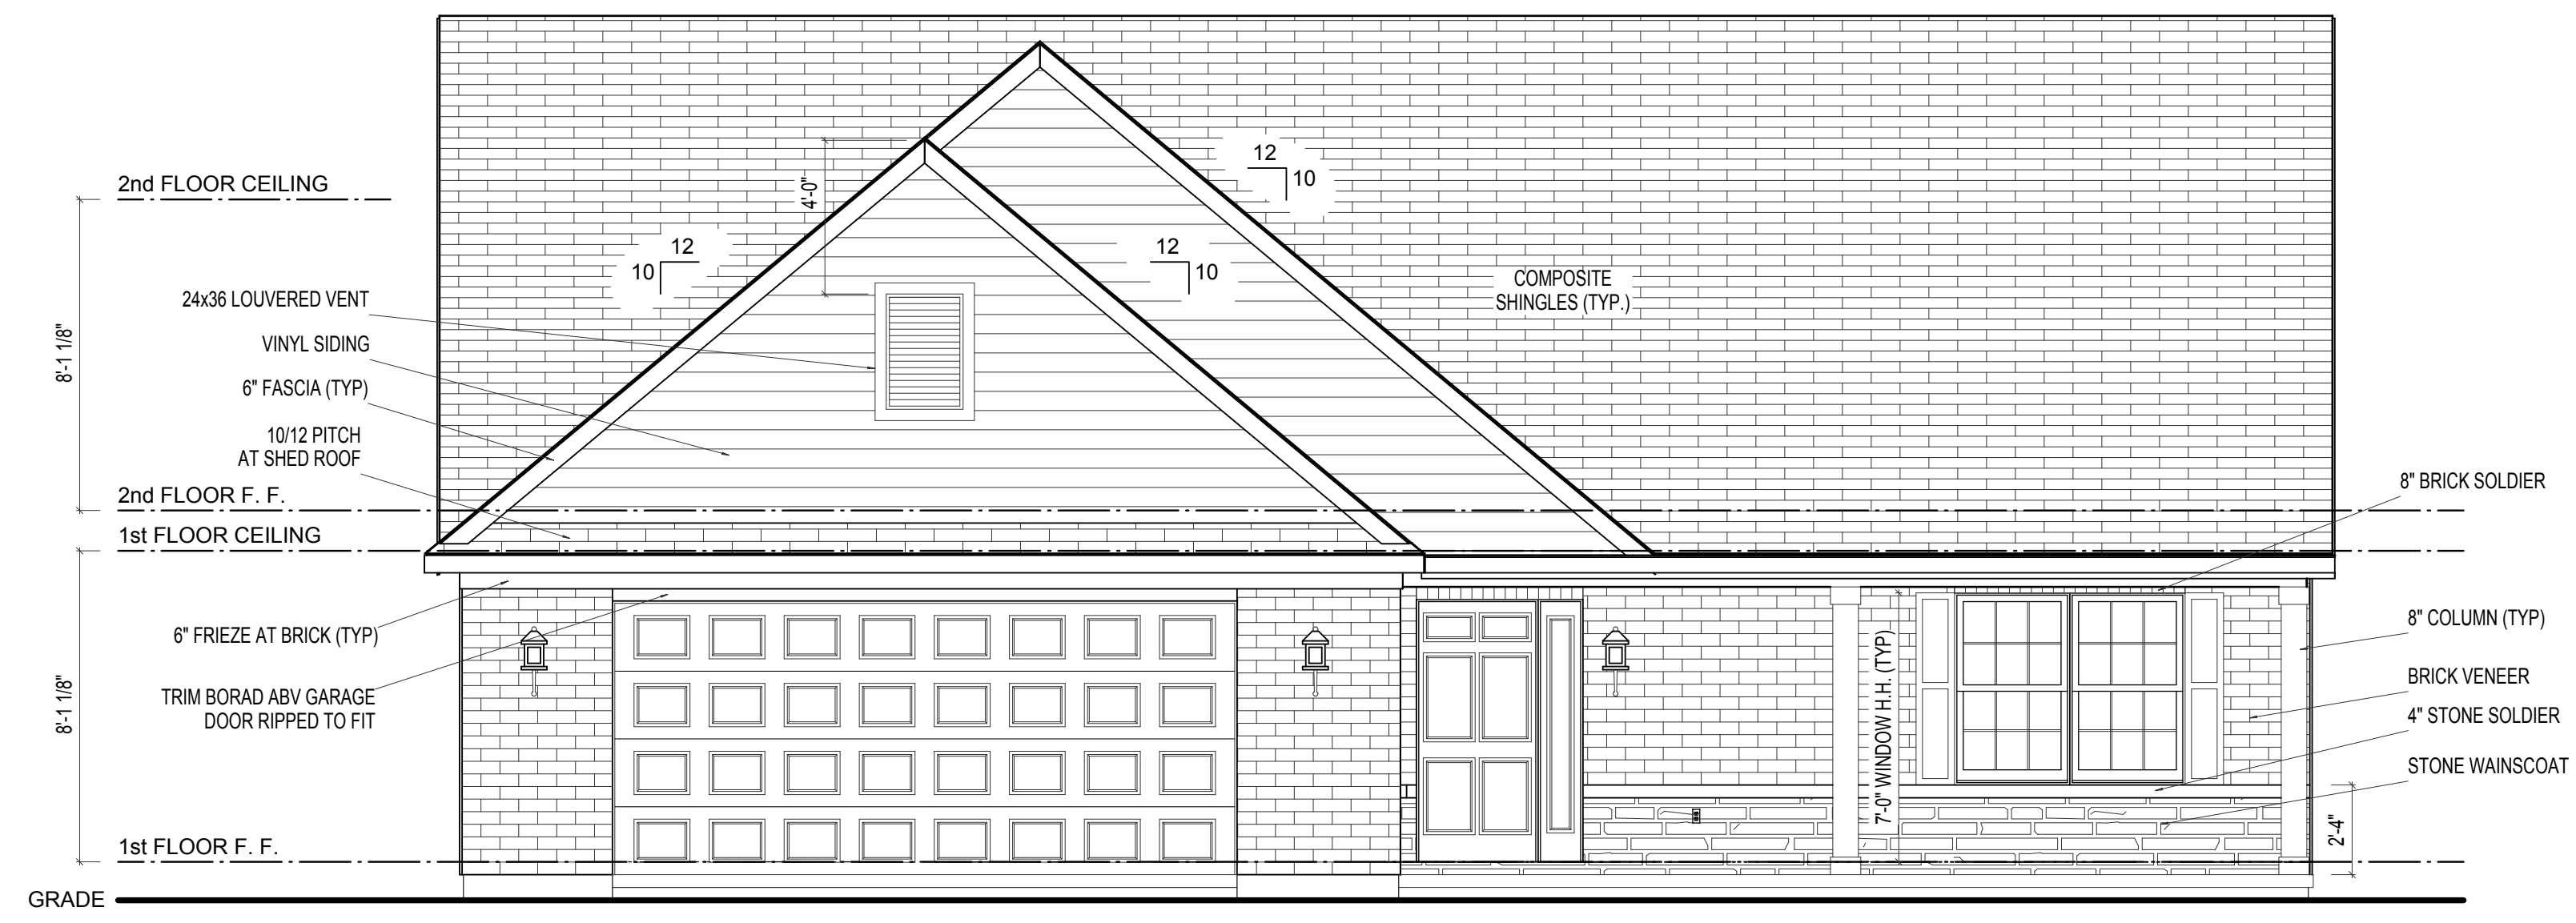 2nd FLOOR CEILING
24x36 LOUVERED VENT
VINYL SIDING
6" FASCIA (TYP)
10/12 PITCH
AT SHED ROOF
2nd FLOOR F. F.
1st FLOOR CEILING
6" FRIEZE AT BRICK (TYP)
TRIM BORAD ABV GARAGE
DOOR RIPPED TO FIT
1st FLOOR F. F.
GRADE
8'-1 1/8"
8'-1 1/8"
4'-0"
12
10
12
10
12
10
COMPOSITE
SHINGLES (TYP.)
7'-0" WINDOW H.H. (TYP)
8" BRICK SOLDIER
8" COLUMN (TYP)
BRICK VENEER
4" STONE SOLDIER
STONE WAINSCOAT
2'-4"